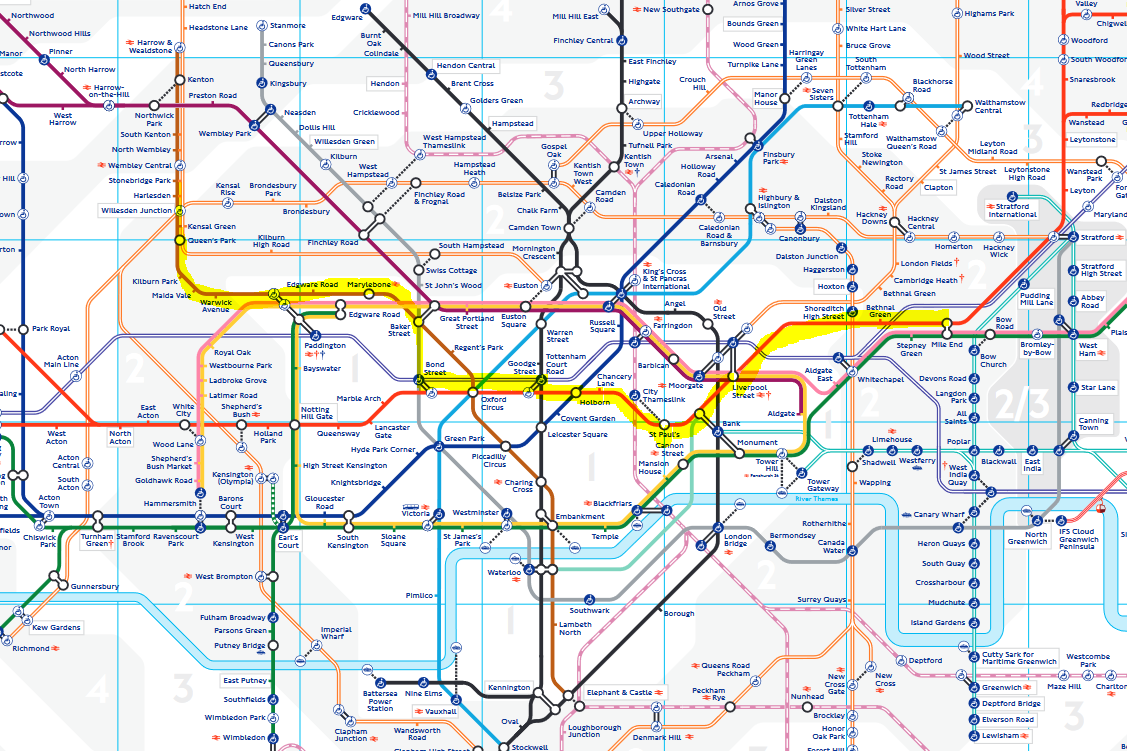 Northwood
Northwood Hills
Pinner
North Harrow
Harrow-
on-the-Hill
West
Harrow
Northwick
Park
Hatch End
Headstone Lane
Harrow &
Wealdstone
Kenton
Preston Road
South Kenton
North Wembley
Wembley Central
Stonebridge Park
Harlesden
Willesden Junction
Kensal Green
Queen's Park
Kilburn Park
Maida Vale
Warwick
Avenue
Stanmore
Canons Park
Queensbury
Kingsbury
Neasden
Wembley Park
Dollis Hill
Willesden Green
Kilburn
West
Hampstead
Kensal
Rise
Brondesbury
Park
Brondesbury
Kilburn
High Road
Finchley Road
Edgware
Burnt
Oak
Colindale
Hendon Central
Brent Cross
Golders Green
Hampstead
Mill Hill Broadway
Hendon
Cricklewood
West Hampstead
Thameslink
Hampstead
Heath
Finchley Road
& Frognal
Belsize Park
Chalk Farm
Camden Town
Mornington
Crescent
South Hampstead
Swiss Cottage
St John's Wood
Mill Hill East
Finchley Central
East Finchley
Highgate
Archway
Upper Holloway
Tufnell Park
Kentish
Town
Gospel
Oak
Kentish
Town
West
Camden
Road
Crouch
Hill
New Southgate
Arnos Grove
Bounds Green
Wood Green
Turnpike Lane
Harringay
Green
Lanes
Manor
House
Seven
Sisters
Finsbury
Park
Arsenal
Holloway
Road
Caledonian
Road
Caledonian
Road &
Barnsbury
Highbury &
Islington
Canonbury
Dalston
Kingsland
Dalston Junction
Haggerston
Hoxton
Shoreditch
High Street
Silver Street
White Hart Lane
Bruce Grove
South
Tottenham
Blackhorse
Road
Tottenham
Hale
Stamford
Hill
Stoke
Newington
Rectory
Road
Clapton
Hackney
Downs
Hackney
Central
London Fields
Cambridge Heath
Bethnal Green
Bethnal
Green
Highams Park
Wood Street
Walthamstow
Central
Walthamstow
Queen's Road
St James Street
Leyton
Midland Road
Leytonstone
High Road
Homerton
Hackney
Wick
Stratford
International
Stratford
Stratford
High Street
Abbey
Road
Pudding
Mill Lane
Bow
Road
Bromley-
by-Bow
West
Ham
Plais
Valley
Chigwel
Woodford
South Woodfor
Snaresbrook
Redbridg
Wanstead
Leytonstone
Wanstead
Park
Leyton
Maryland
Park Royal
Acton
Main Line
West
Acton
North
Acton
East
Acton
White
City
Shepherd's
Bush
Holland
Park
Notting
Hill Gate
Queensway
Lancaster
Gate
Marble Arch
Bond
Street
Oxford
Circus
Tottenham
Court
Road
Goodge
Street
Warren
Street
Regent's Park
Great Portland
Street
Baker
Street
Marylebone
Edgware Road
Edgware Road
Paddington
Bayswater
Royal Oak
Westbourne Park
Ladbroke Grove
Latimer Road
Wood Lane
Shepherd's
Bush Market
Goldhawk Road
Hammersmith
Kensington
(Olympia)
Barons
Court
High Street Kensington
Gloucester
Road
Earl's
Court
West
Kensington
South
Kensington
Sloane
Square
Victoria
St James's
Park
Westminster
Embankment
Temple
Blackfriars
Mansion
House
Cannon
Street
Monument
Bank
St Paul's
Holborn
Chancery
Lane
City
Thameslink
Russell
Square
Euston
Euston
Square
King's Cross
& St Pancras
International
Angel
Farringdon
Barbican
Moorgate
Old
Street
Liverpool
Street
Aldgate
Aldgate
East
Whitechapel
Stepney
Green
Mile End
Bow
Church
Devons Road
Langdon
Park
All
Saints
Poplar
Blackwall
East
India
Canning
Town
Star Lane
Limehouse
Westferry
Shadwell
Wapping
West
India
Quay
Canary Wharf
Heron Quays
South Quay
Crossharbour
Mudchute
Island Gardens
Cutty Sark for
Maritime Greenwich
Greenwich
Deptford Bridge
Elverson Road
Lewisham
North
Greenwich
IFS Cloud
Greenwich
Peninsula
Rotherhithe
Canada
Water
Bermondsey
London
Bridge
Surrey Quays
Deptford
New
Cross
New
Cross
Gate
Brockley
Honor
Oak Park
Forest Hill
Westcombe
Park
Maze Hill
Charlton
Tower
Hill
Fenchurch St
Tower
Gateway
River Thames
Hyde Park Corner
Knightsbridge
Green Park
Piccadilly
Circus
Leicester Square
Covent Garden
Charing
Cross
Waterloo
Southwark
Borough
Lambeth
North
Elephant & Castle
Kennington
Oval
Stockwell
Pimlico
Vauxhall
Nine Elms
Battersea
Power
Station
Clapham
Junction
Wandsworth
Road
Clapham High Street
Loughborough
Junction
Denmark Hill
Peckham
Rye
Queens Road
Peckham
Nunhead
Imperial
Wharf
West Brompton
Fulham Broadway
Parsons Green
Putney Bridge
East Putney
Southfields
Wimbledon Park
Wimbledon
Acton
Central
South
Acton
Acton
Town
Chiswick
Park
Turnham
Green
Stamford
Brook
Ravenscourt
Park
Gunnersbury
Kew Gardens
Richmond
1
2
3
4
2/3